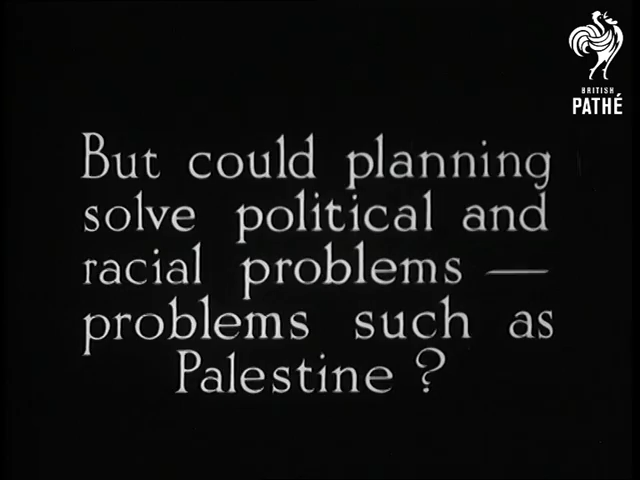 BRITISH
PATHÉ
But could planning
solve political and
racial problems —
problems such as
Palestine ?